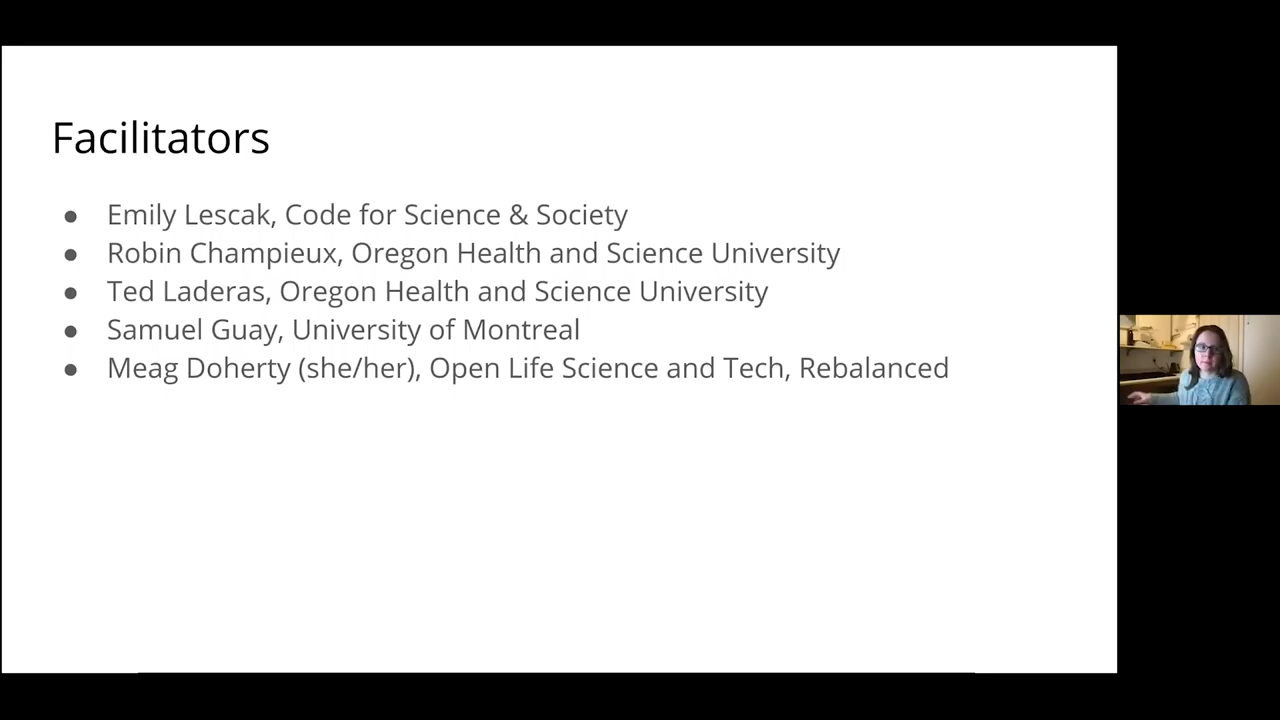 Facilitators
● Emily Lescak, Code for Science & Society
● Robin Champieux, Oregon Health and Science University
● Ted Laderas, Oregon Health and Science University
● Samuel Guay, University of Montreal
● Meag Doherty (she/her), Open Life Science and Tech, Rebalanced